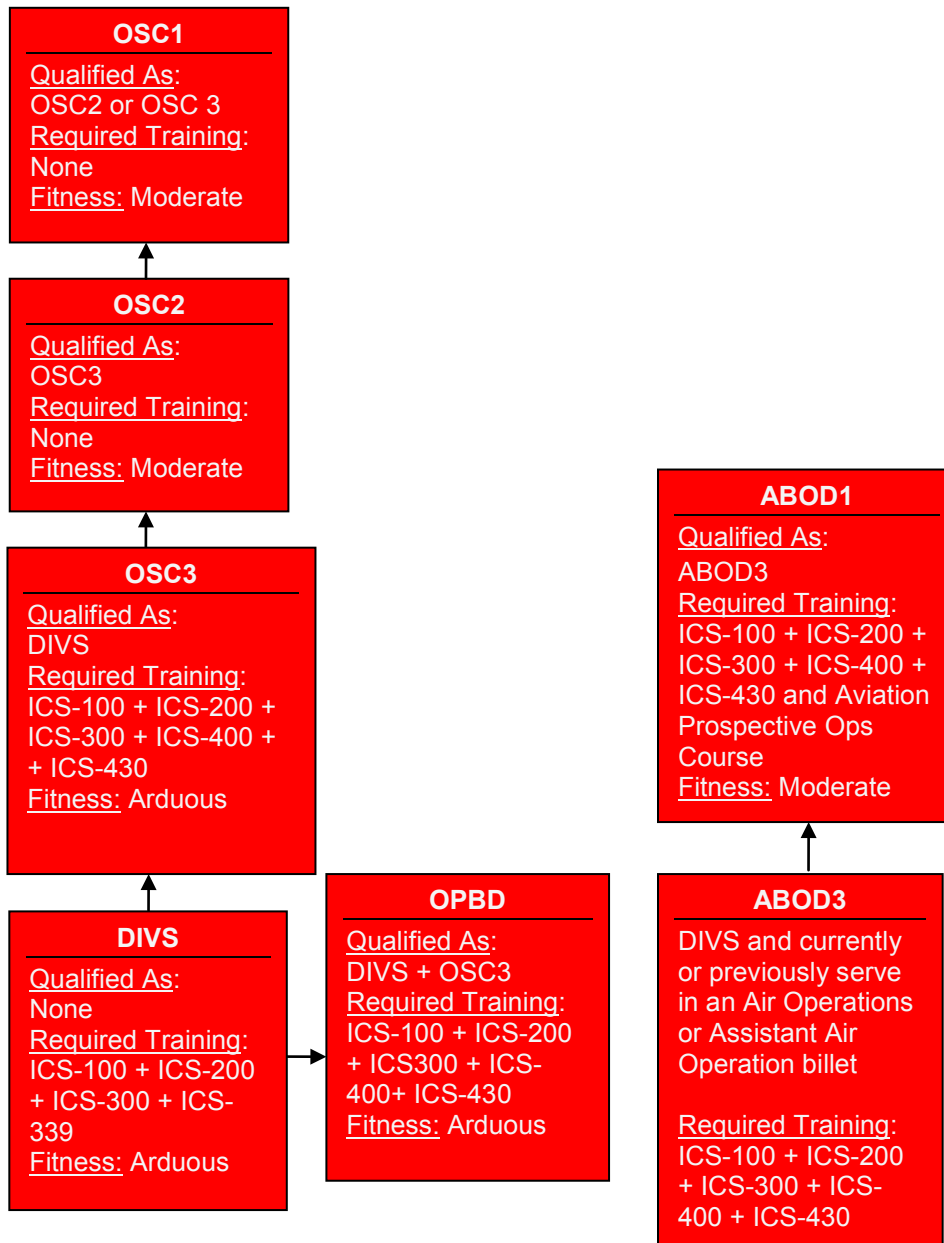 OSC1
Qualified As:
OSC2 or OSC 3
Required Training:
None
Fitness: Moderate
OSC2
Qualified As:
OSC3
Required Training:
None
Fitness: Moderate
OSC3
Qualified As:
DIVS
Required Training:
ICS-100 + ICS-200 +
ICS-300 + ICS-400 +
+ ICS-430
Fitness: Arduous
DIVS
Qualified As:
None
Required Training:
ICS-100 + ICS-200
+ ICS-300 + ICS-
339
Fitness: Arduous
OPBD
Qualified As:
DIVS + OSC3
Required Training:
ICS-100 + ICS-200
+ ICS300 + ICS-
400+ ICS-430
Fitness: Arduous
ABOD1
Qualified As:
ABOD3
Required Training:
ICS-100 + ICS-200 +
ICS-300 + ICS-400 +
ICS-430 and Aviation
Prospective Ops
Course
Fitness: Moderate
ABOD3
DIVS and currently
or previously serve
in an Air Operations
or Assistant Air
Operation billet
Required Training:
ICS-100 + ICS-200
+ ICS-300 + ICS-
400 + ICS-430